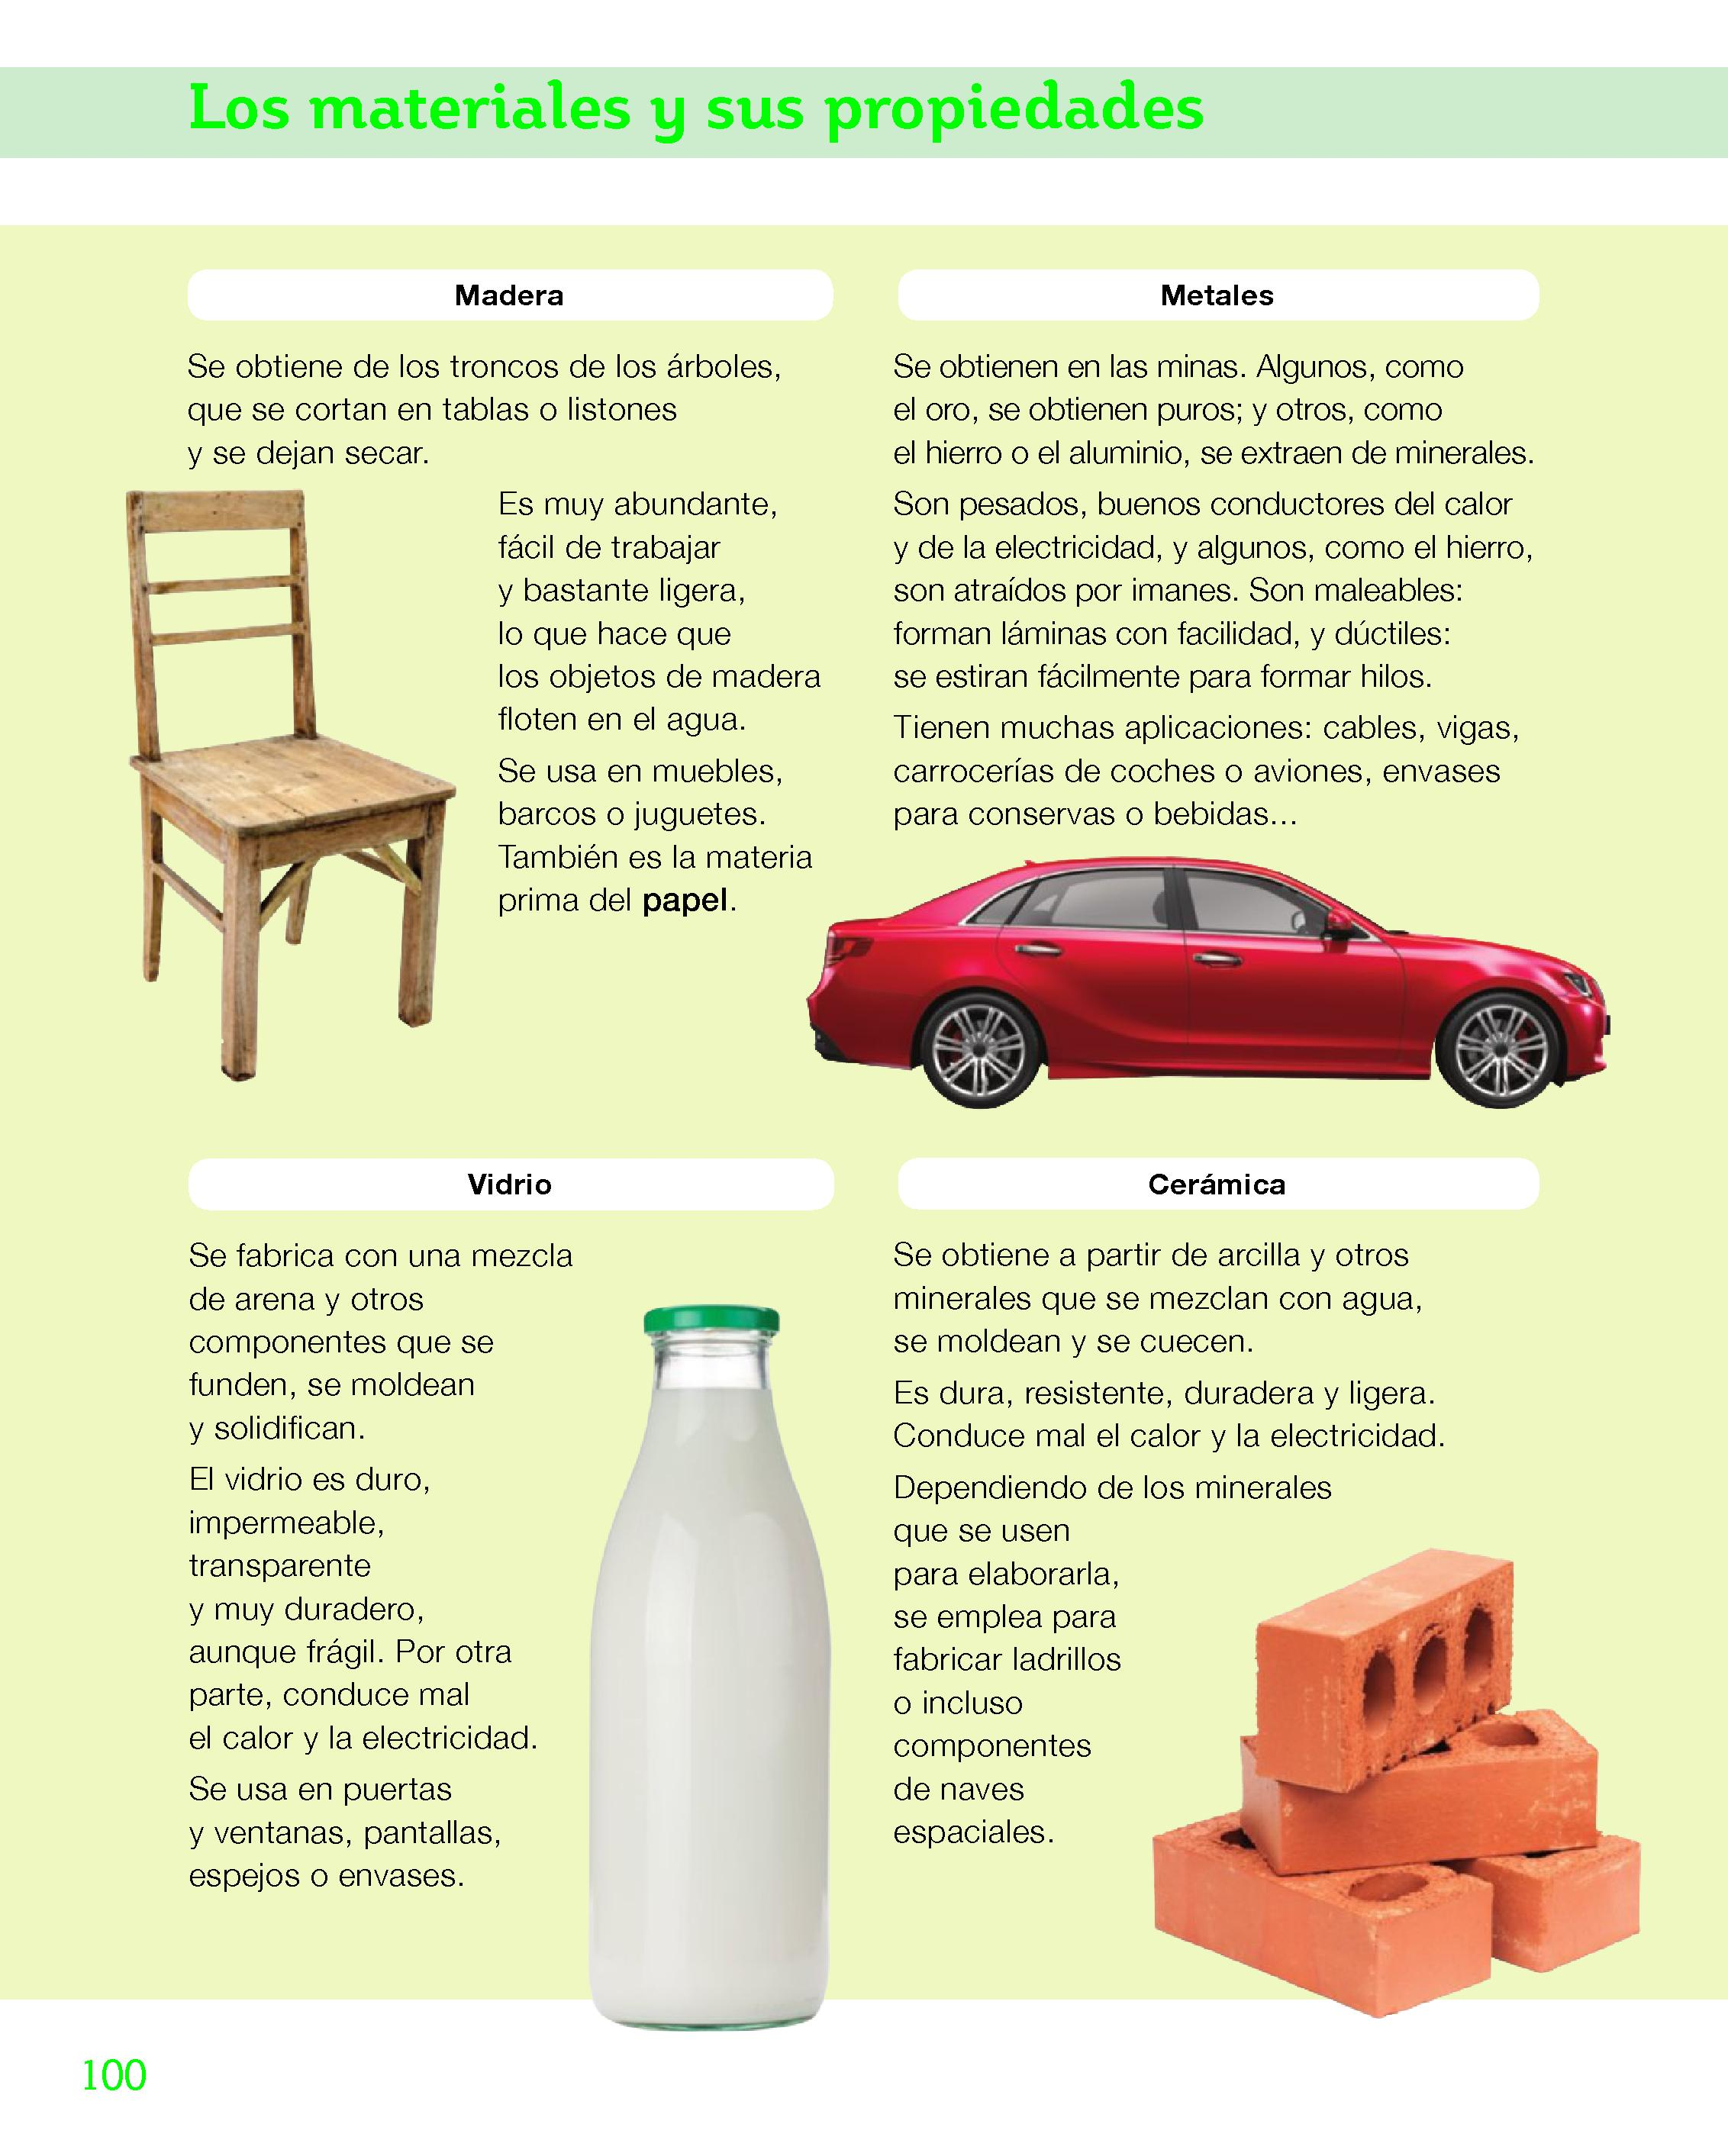 Los materiales y sus propiedades
Madera
Se obtiene de los troncos de los árboles,
que se cortan en tablas o listones
y se dejan secar.
Es muy abundante,
fácil de trabajar
y bastante ligera,
lo que hace que
los objetos de madera
floten en el agua.
Se usa en muebles,
barcos o juguetes.
También es la materia
prima del papel.
Metales
Se obtienen en las minas. Algunos, como
el oro, se obtienen puros; y otros, como
el hierro o el aluminio, se extraen de minerales.
Son pesados, buenos conductores del calor
y de la electricidad, y algunos, como el hierro,
son atraídos por imanes. Son maleables:
forman láminas con facilidad, y dúctiles:
se estiran fácilmente para formar hilos.
Tienen muchas aplicaciones: cables, vigas,
carrocerías de coches o aviones, envases
para conservas o bebidas...
Vidrio
Se fabrica con una mezcla
de arena y otros
componentes que se
funden, se moldean
y solidifican.
El vidrio es duro,
impermeable,
transparente
y muy duradero,
aunque frágil. Por otra
parte, conduce mal
el calor y la electricidad.
Se usa en puertas
y ventanas, pantallas,
espejos o envases.
Cerámica
Se obtiene a partir de arcilla y otros
minerales que se mezclan con agua,
se moldean y se cuecen.
Es dura, resistente, duradera y ligera.
Conduce mal el calor y la electricidad.
Dependiendo de los minerales
que se usen
para elaborarla,
se emplea para
fabricar ladrillos
o incluso
componentes
de naves
espaciales.
100